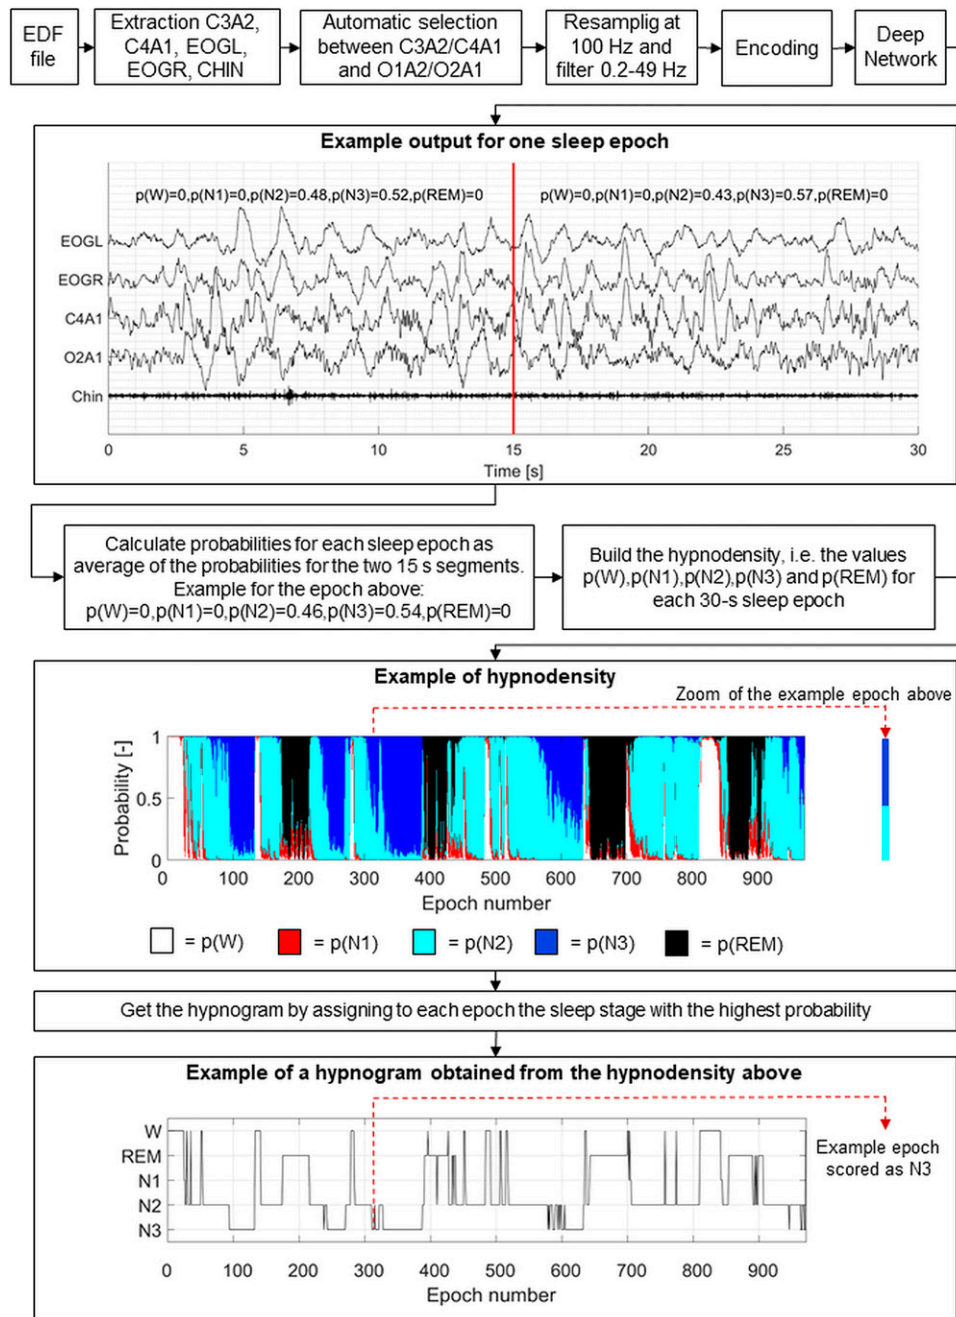 EDF
file
Extraction C3A2,
C4A1, EOGL,
EOGR, CHIN
Automatic selection
between C3A2/C4A1
and O1A2/O2A1
Resamplig at
100 Hz and
filter 0.2-49 Hz
Encoding
Deep
Network
Example output for one sleep epoch
p(W)=0,p(N1)=0,p(N2)=0.48,p(N3)=0.52,p(REM)=0
p(W)=0,p(N1)=0,p(N2)=0.43,p(N3)=0.57,p(REM)=0
EOGL
EOGR
C4A1
O2A1
Chin
0 5 10 15 20 25 30
Time [s]
Calculate probabilities for each sleep epoch as
average of the probabilities for the two 15 s segments.
Example for the epoch above:
p(W)=0,p(N1)=0,p(N2)=0.46,p(N3)=0.54,p(REM)=0
Build the hypnodensity, i.e. the values
p(W),p(N1),p(N2),p(N3) and p(REM) for
each 30-s sleep epoch
Example of hypnodensity
Zoom of the example epoch above
Probability [-]
1
0.5
0
0 100 200 300 400 500 600 700 800 900
Epoch number
= p(W) = p(N1) = p(N2) = p(N3) = p(REM)
Get the hypnogram by assigning to each epoch the sleep stage with the highest probability
Example of a hypnogram obtained from the hypnodensity above
W
REM
N1
N2
N3
Example epoch
scored as N3
0 100 200 300 400 500 600 700 800 900
Epoch number